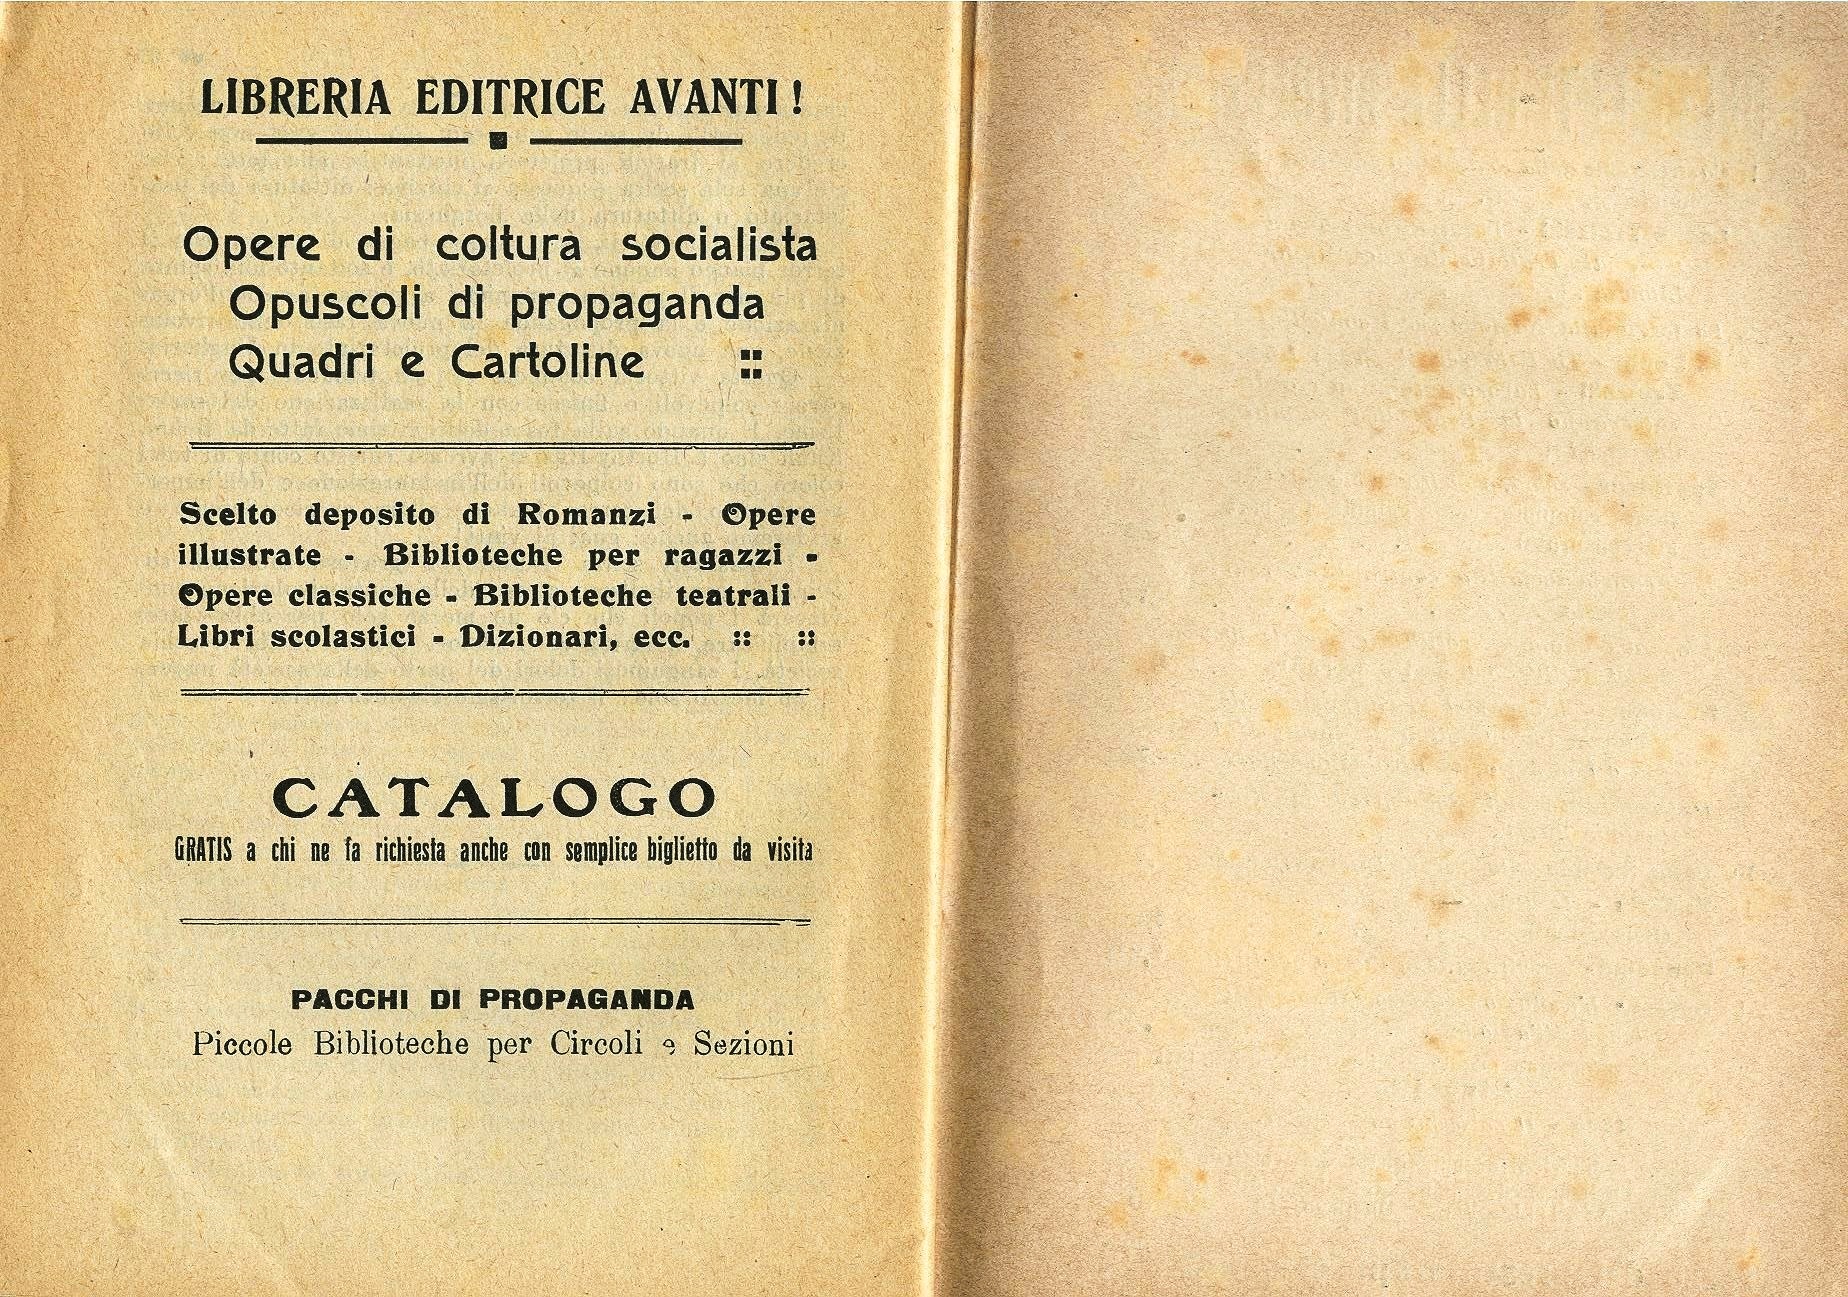 LIBRERIA EDITRICE AVANTI!
Opere di coltura socialista
Opuscoli di propaganda
Quadri e Cartoline
Scelto deposito di Romanzi - Opere
illustrate - Biblioteche per ragazzi -
Opere classiche - Biblioteche teatrali -
Libri scolastici - Dizionari, ecc.
CATALOGO
GRATIS a chi ne fa richiesta anche con semplice biglietto da visita
PACCHI DI PROPAGANDA
Piccole Biblioteche per Circoli e Sezioni